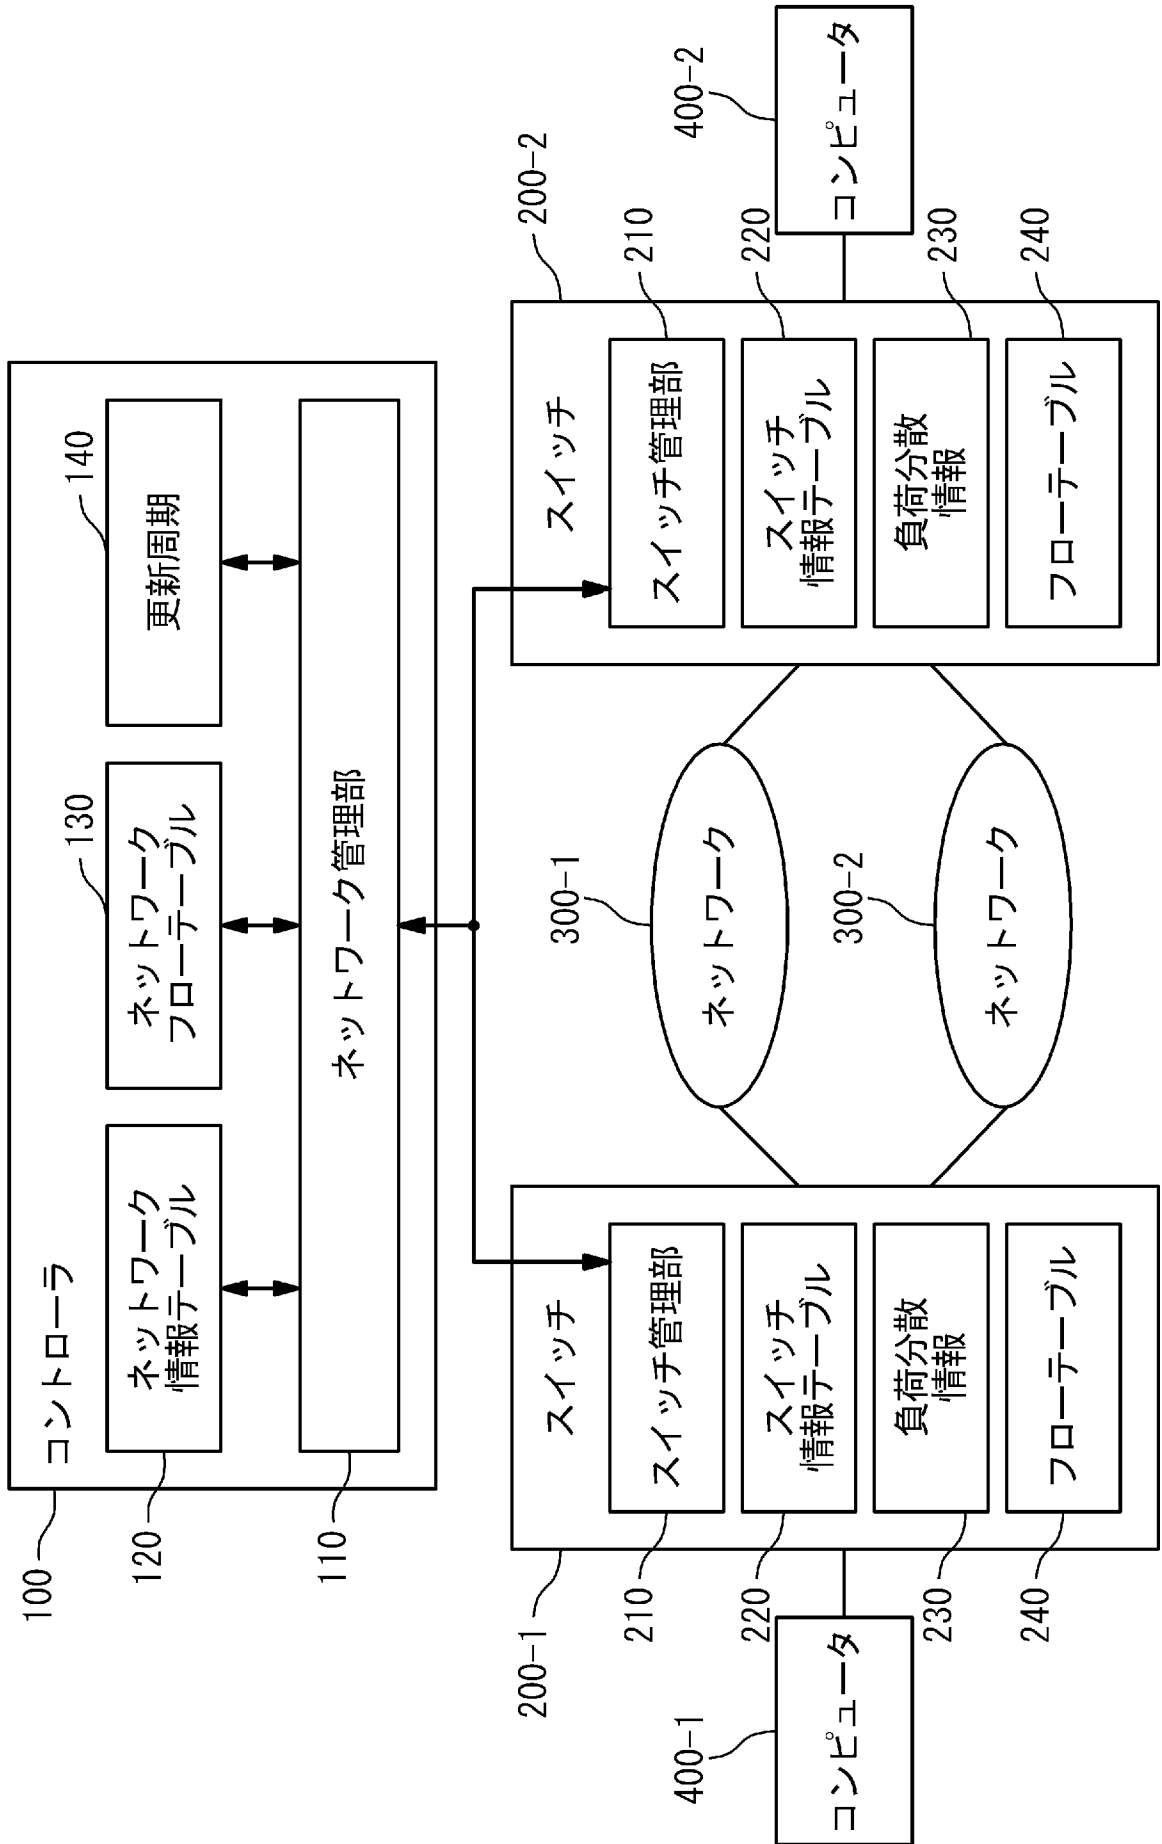 100
コントローラ
120
ネットワーク
情報テーブル
130
ネットワーク
フローテーブル
140
更新周期
110
ネットワーク管理部
200-1
スイッチ
210
スイッチ管理部
220
スイッチ
情報テーブル
230
負荷分散
情報
240
フローテーブル
400-1
コンピュータ
300-1
ネットワーク
300-2
ネットワーク
200-2
スイッチ
210
スイッチ管理部
220
スイッチ
情報テーブル
230
負荷分散
情報
240
フローテーブル
400-2
コンピュータ